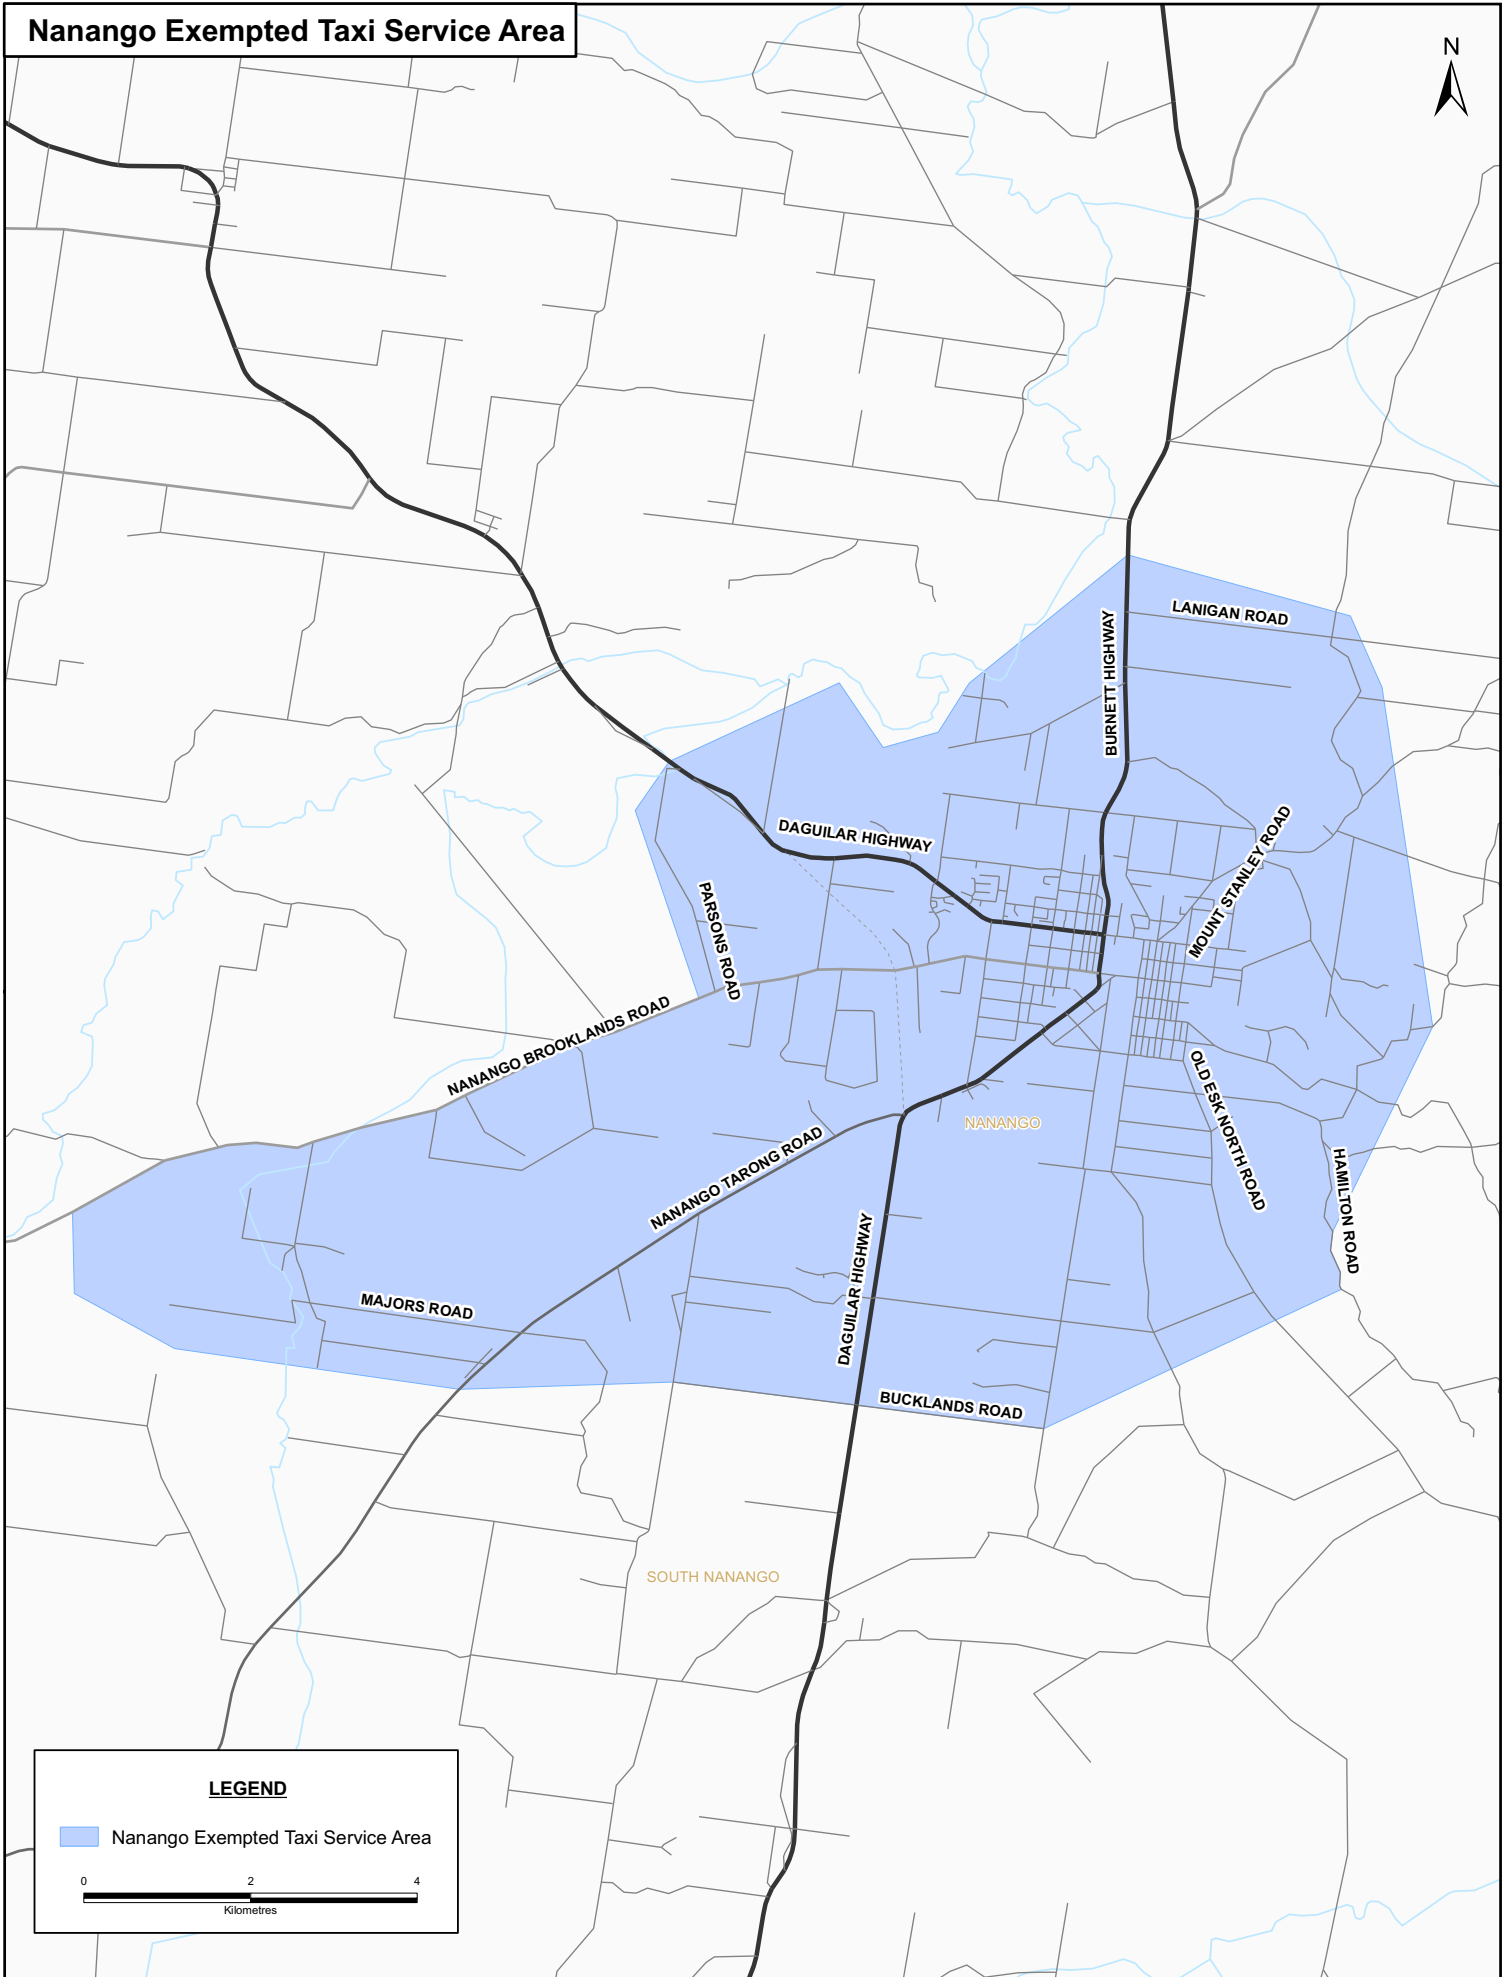 Nanango Exempted Taxi Service Area
N
LANIGAN ROAD
BURNETT HIGHWAY
DAGUILAR HIGHWAY
MOUNT STANLEY ROAD
PARSONS ROAD
NANANGO BROOKLANDS ROAD
OLD ESK NORTH ROAD
NANANGO
NANANGO TARONG ROAD
HAMILTON ROAD
DAGUILAR HIGHWAY
MAJORS ROAD
BUCKLANDS ROAD
SOUTH NANANGO
LEGEND
Nanango Exempted Taxi Service Area
0 2 4
Kilometres